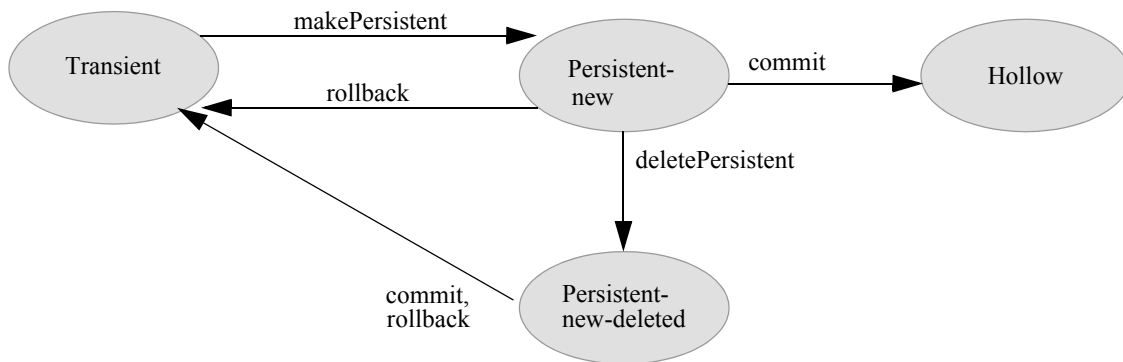 makePersistent
Transient
Persistent-
new
commit
Hollow
rollback
deletePersistent
Persistent-
new-deleted
commit,
rollback